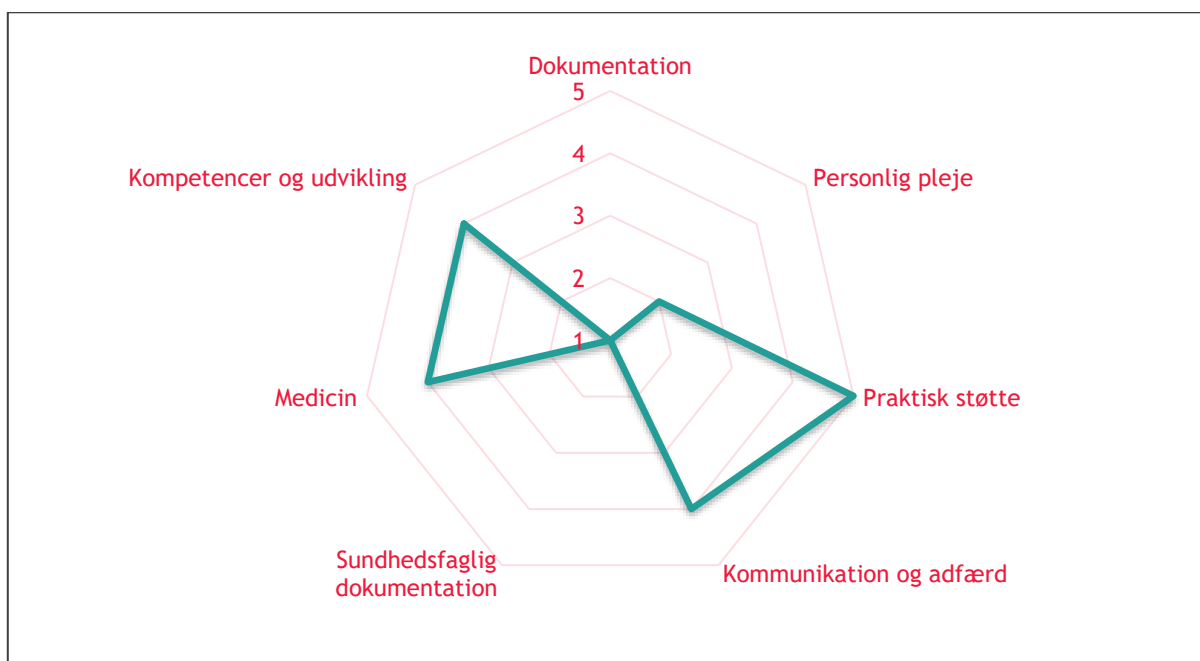 Dokumentation
5
4
3
2
1
Personlig pleje
Praktisk støtte
Kommunikation og adfærd
Sundhedsfaglig
dokumentation
Medicin
Kompetencer og udvikling